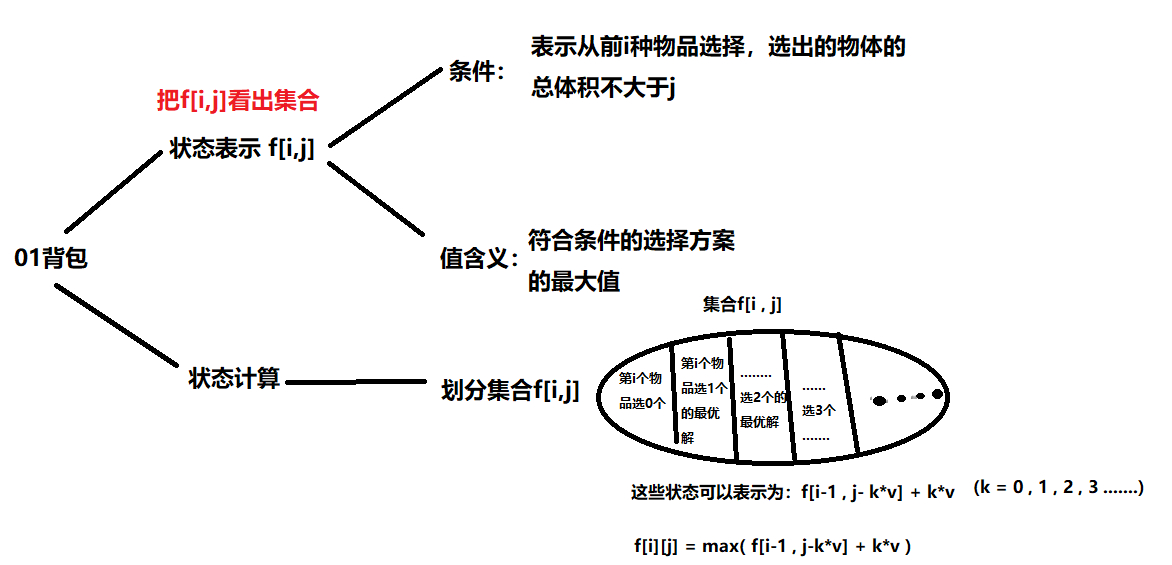 表示从前i种物品选择，选出的物体的
总体积不大于j
条件：
把f[i,j]看出集合
状态表示 f[i,j]
01背包
值含义：
符合条件的选择方案
的最大值
状态计算
划分集合f[i,j]
集合f[i , j]
第i个物
品选0个
第i个物
品选1个
的最优
解
........
选2个的
最优解
......
选3个
.......
这些状态可以表示为：f[i-1 , j- k*v] + k*v （k = 0 , 1 , 2 , 3 .......)
f[i][j] = max( f[i-1 , j-k*v] + k*v )